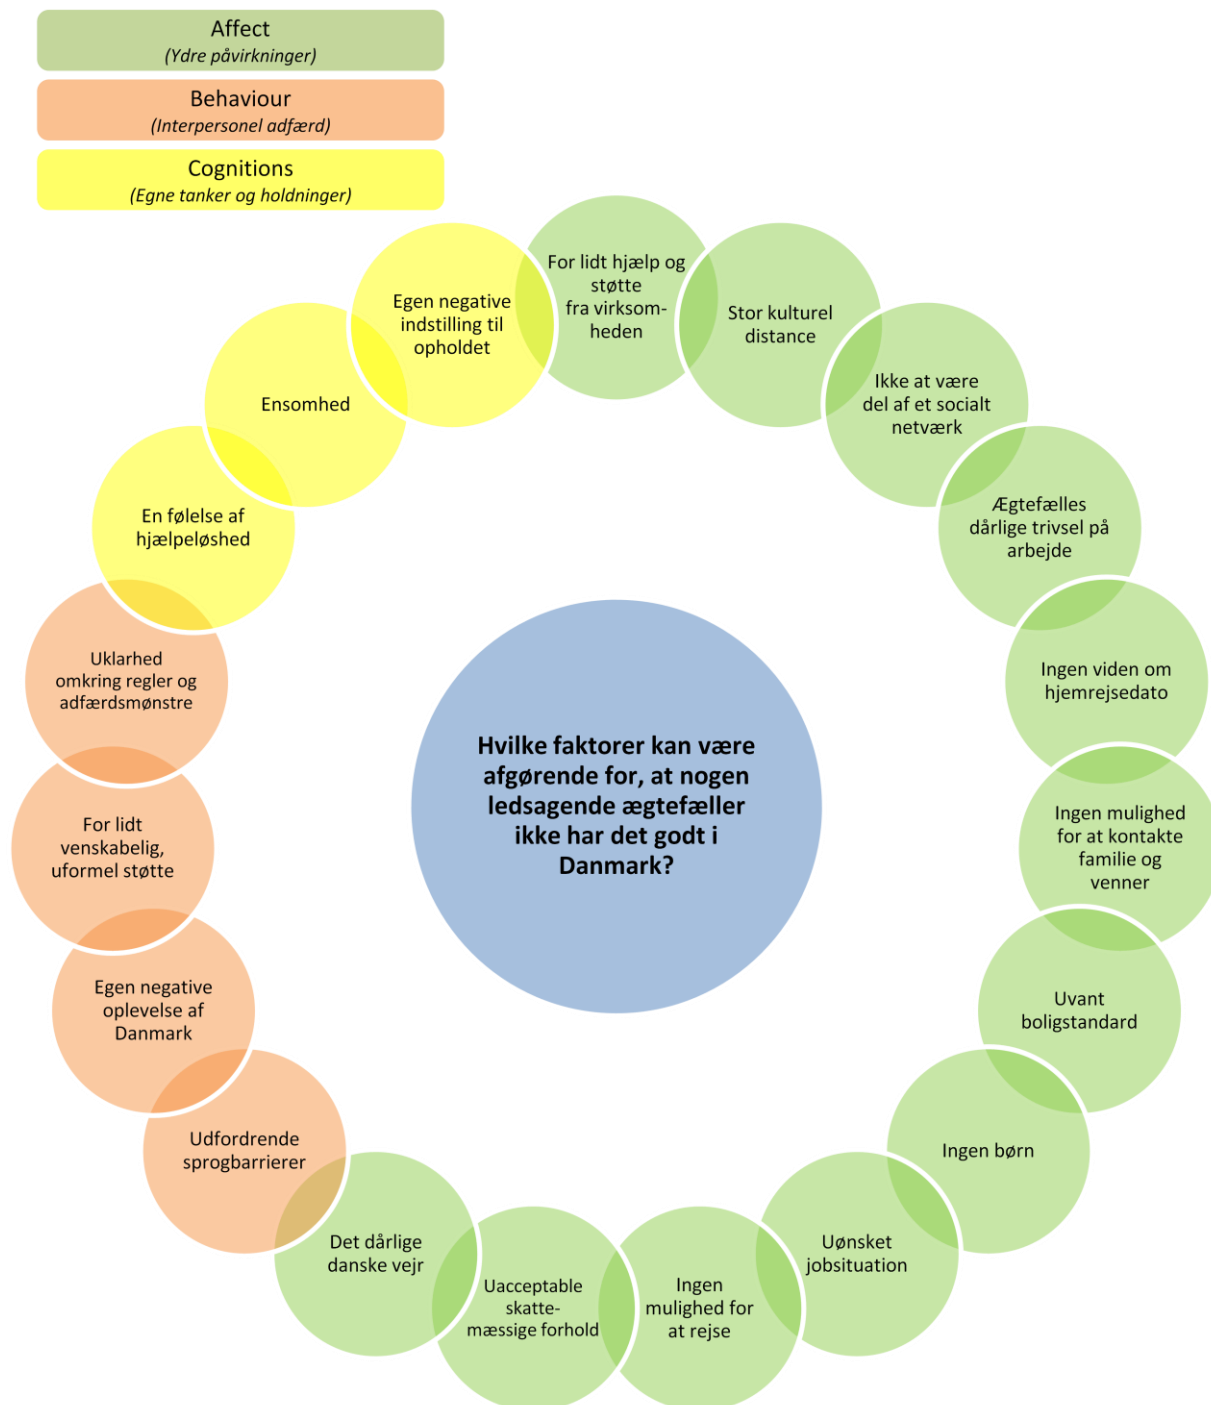 Affect
(Ydre påvirkninger)
Behaviour
(Interpersonel adfærd)
Cognitions
(Egne tanker og holdninger)
For lidt hjælp og
støtte
fra virksom-
heden
Stor kulturel
distance
Ikke at være
del af et socialt
netværk
Ægtefælles
dårlige trivsel på
arbejde
Ingen viden om
hjemrejsedato
Ingen mulighed
for at kontakte
familie og
venner
Uvant
boligstandard
Ingen børn
Uønsket
jobsituation
Ingen
mulighed for
at rejse
Uacceptable
skatte-
mæssige forhold
Det dårlige
danske vejr
Udfordrende
sprogbarrierer
Egen negative
oplevelse af
Danmark
For lidt
venskabelig,
uformel støtte
Uklarhed
omkring regler og
adfærdsmønstre
En følelse af
hjælpeløshed
Ensomhed
Egen negative
indstilling til
opholdet
Hvilke faktorer kan være
afgørende for, at nogen
ledsagende ægtefæller
ikke har det godt i
Danmark?